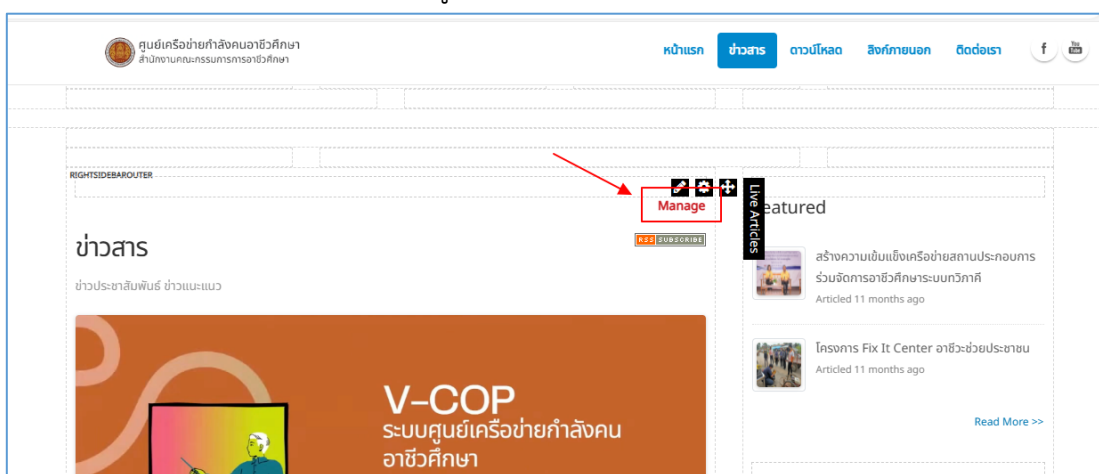 ศูนย์เครือข่ายกำลังคนอาชีวศึกษา
สำนักงานคณะกรรมการการอาชีวศึกษา
หน้าแรก ข่าวสาร ดาวน์โหลด ลิงก์ภายนอก ติดต่อเรา f You Tube
RIGHTSIDEBAROUTER
Manage
Live Articles
eatured
ข่าวสาร
RSS SUBSCRIBE
ข่าวประชาสัมพันธ์ ข่าวแนะแนว
สร้างความเข้มแข็งเครือข่ายสถานประกอบการ
ร่วมจัดการอาชีวศึกษาระบบทวิภาคี
Articled 11 months ago
โครงการ Fix It Center อาชีวะช่วยประชาชน
Articled 11 months ago
Read More >>
V-COP
ระบบศูนย์เครือข่ายกำลังคน
อาชีวศึกษา